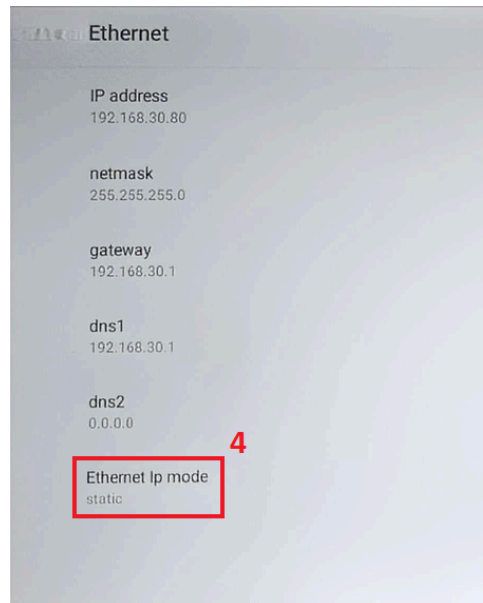 Ethernet
IP address
192.168.30.80
netmask
255.255.255.0
gateway
192.168.30.1
dns1
192.168.30.1
dns2
0.0.0.0
4
Ethernet Ip mode
static